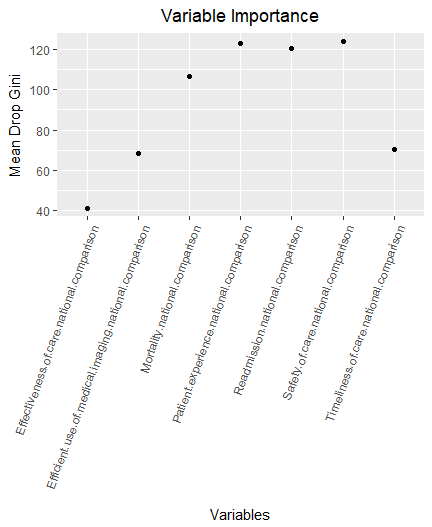 Variable Importance
Mean Drop Gini
120
100
80
60
40
Effectiveness.of.care.national.comparison
Efficient.use.of.medical.imaging.national.comparison
Mortality.national.comparison
Patient.experience.national.comparison
Readmission.national.comparison
Safety.of.care.national.comparison
Timeliness.of.care.national.comparison
Variables